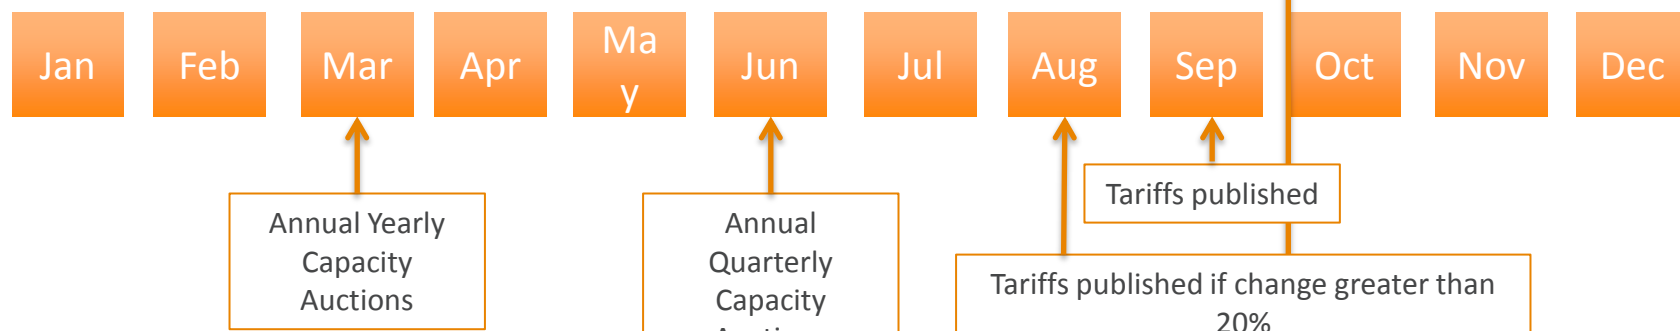 Jan Feb Mar Apr Ma Jun Jul Aug Sep Oct Nov Dec
y
Tariffs published
Annual Yearly
Capacity
Auctions
Annual
Quarterly
Capacity
Tariffs published if change greater than
20%